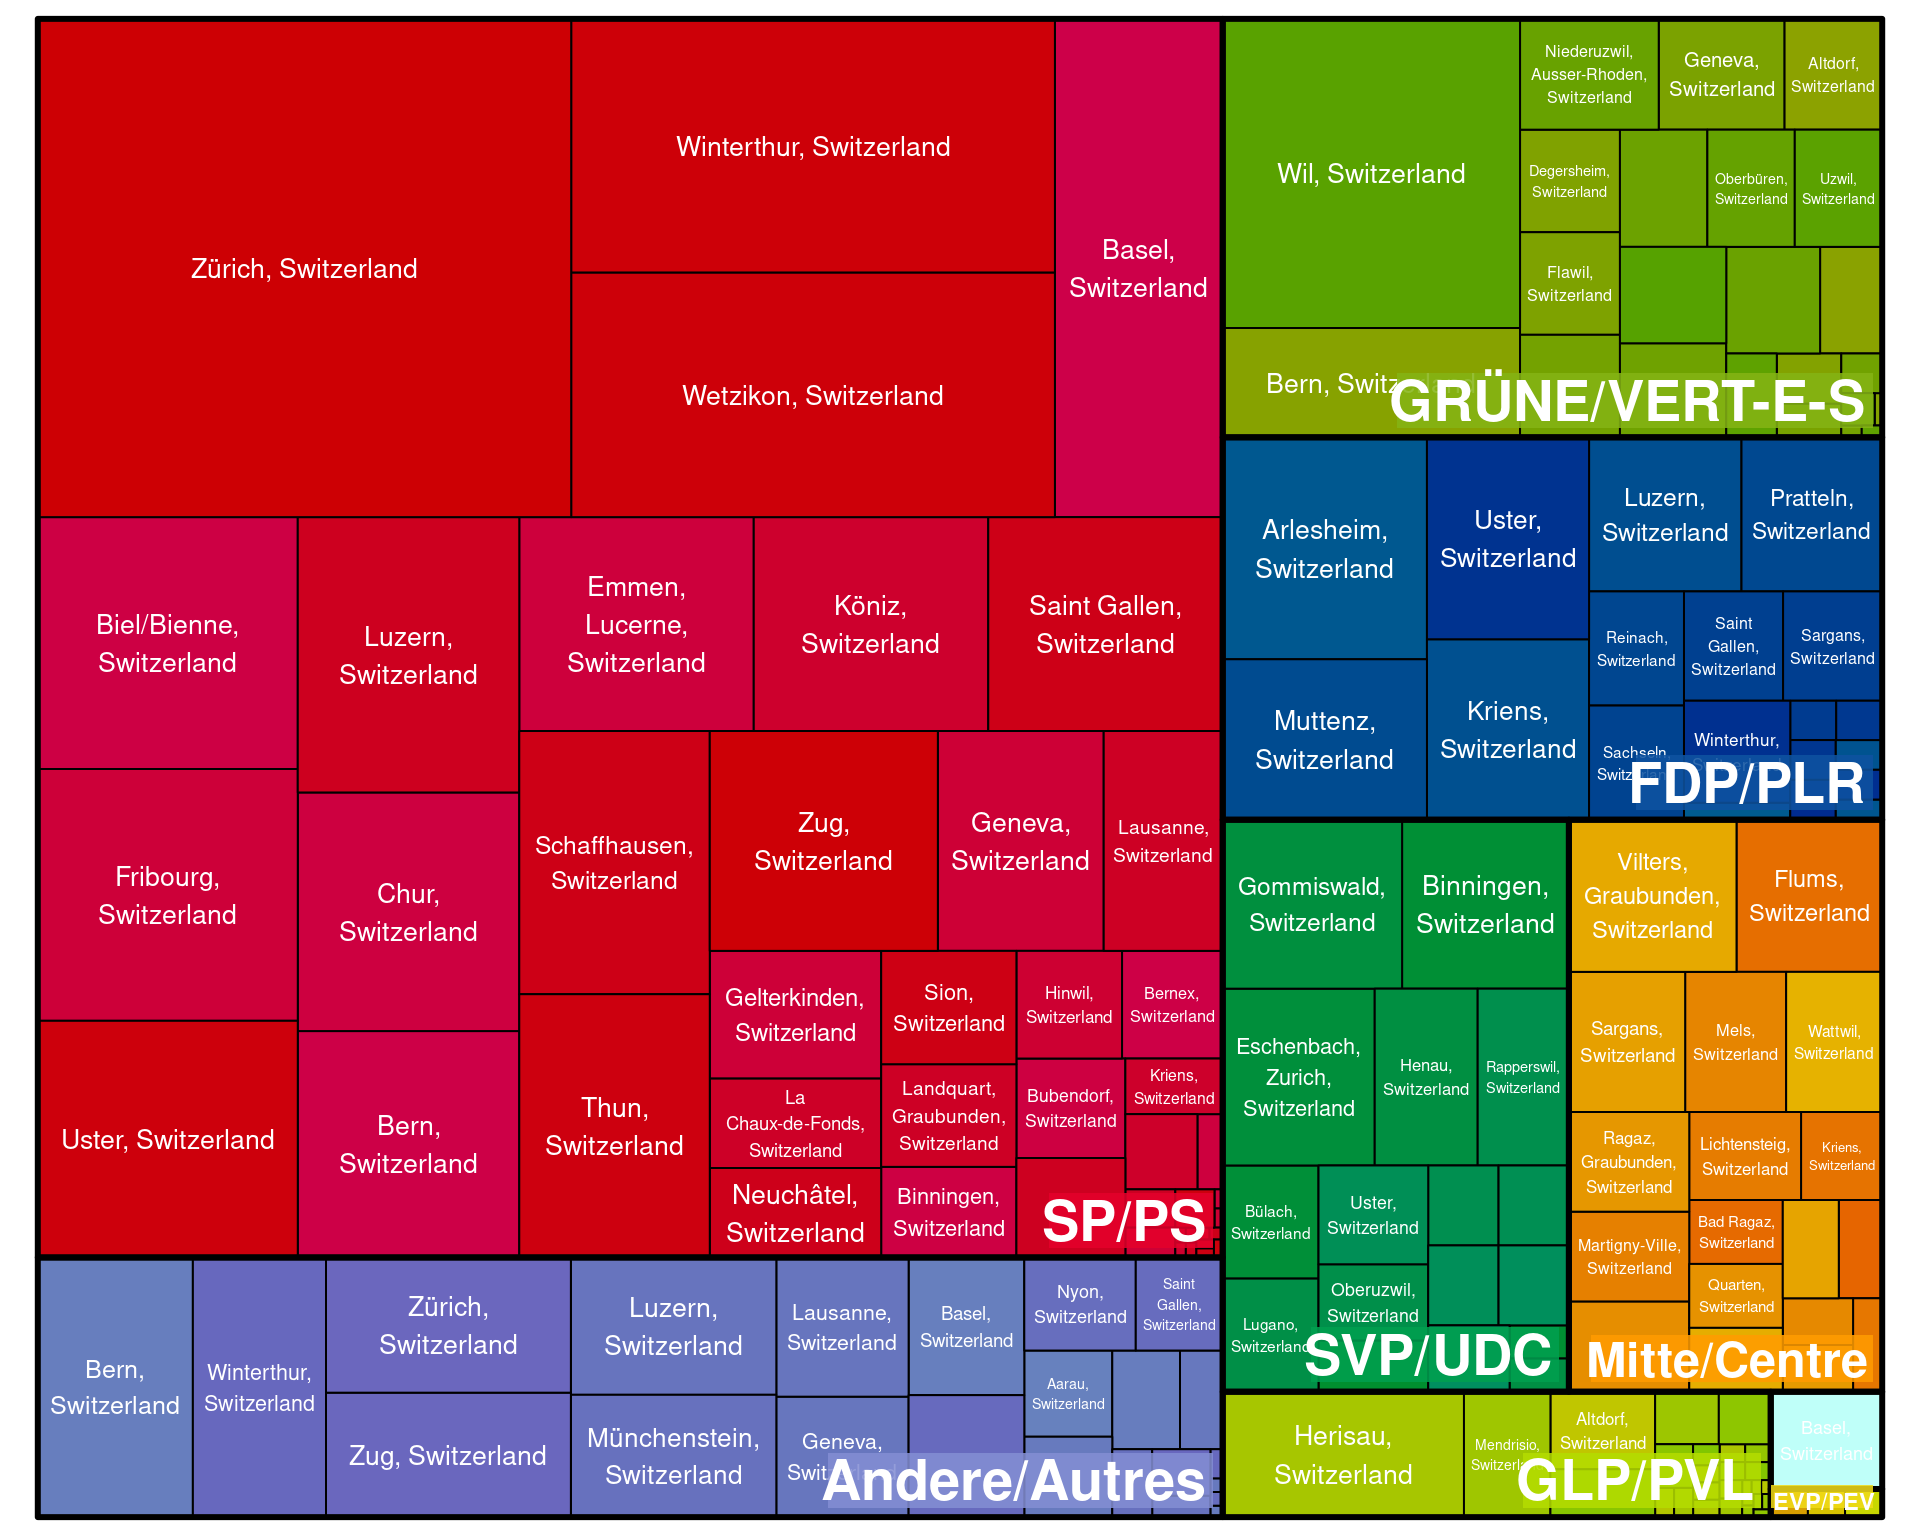 Zürich, Switzerland
Winterthur, Switzerland
Wetzikon, Switzerland
Basel,
Switzerland
Biel/Bienne,
Switzerland
Luzern,
Switzerland
Emmen,
Lucerne,
Switzerland
Köniz,
Switzerland
Saint Gallen,
Switzerland
Fribourg,
Switzerland
Chur,
Switzerland
Schaffhausen,
Switzerland
Zug,
Switzerland
Geneva,
Switzerland
Lausanne,
Switzerland
Uster, Switzerland
Bern,
Switzerland
Thun,
Switzerland
Gelterkinden,
Switzerland
Sion,
Switzerland
Hinwil,
Switzerland
Bernex,
Switzerland
La
Chaux-de-Fonds,
Switzerland
Landquart,
Graubunden,
Switzerland
Bubendorf,
Switzerland
Kriens,
Switzerland
Neuchâtel,
Switzerland
Binningen,
Switzerland
SP/PS
Bern,
Switzerland
Winterthur,
Switzerland
Zürich,
Switzerland
Zug, Switzerland
Luzern,
Switzerland
Münchenstein,
Switzerland
Lausanne,
Switzerland
Geneva,
Switzerland
Basel,
Switzerland
Nyon,
Switzerland
Saint
Gallen,
Switzerland
Aarau,
Switzerland
Andere/Autres
Wil, Switzerland
Bern, Switzerland
Niederuzwil,
Ausser-Rhoden,
Switzerland
Geneva,
Switzerland
Altdorf,
Switzerland
Degersheim,
Switzerland
Oberbüren,
Switzerland
Uzwil,
Switzerland
Flawil,
Switzerland
GRÜNE/VERT-E-S
Arlesheim,
Switzerland
Uster,
Switzerland
Luzern,
Switzerland
Pratteln,
Switzerland
Muttenz,
Switzerland
Kriens,
Switzerland
Reinach,
Switzerland
Saint
Gallen,
Switzerland
Sargans,
Switzerland
Sachseln,
Switzerland
Winterthur,
Switzerland
FDP/PLR
Gommiswald,
Switzerland
Binningen,
Switzerland
Eschenbach,
Zurich,
Switzerland
Henau,
Switzerland
Rapperswil,
Switzerland
Bülach,
Switzerland
Uster,
Switzerland
Lugano,
Switzerland
Oberuzwil,
Switzerland
SVP/UDC
Vilters,
Graubunden,
Switzerland
Flums,
Switzerland
Sargans,
Switzerland
Mels,
Switzerland
Wattwil,
Switzerland
Ragaz,
Graubunden,
Switzerland
Lichtensteig,
Switzerland
Kriens,
Switzerland
Martigny-Ville,
Switzerland
Bad Ragaz,
Switzerland
Quarten,
Switzerland
Mitte/Centre
Herisau,
Switzerland
Mendrisio,
Switzerland
Altdorf,
Switzerland
GLP/PVL
Basel,
Switzerland
EVP/PEV